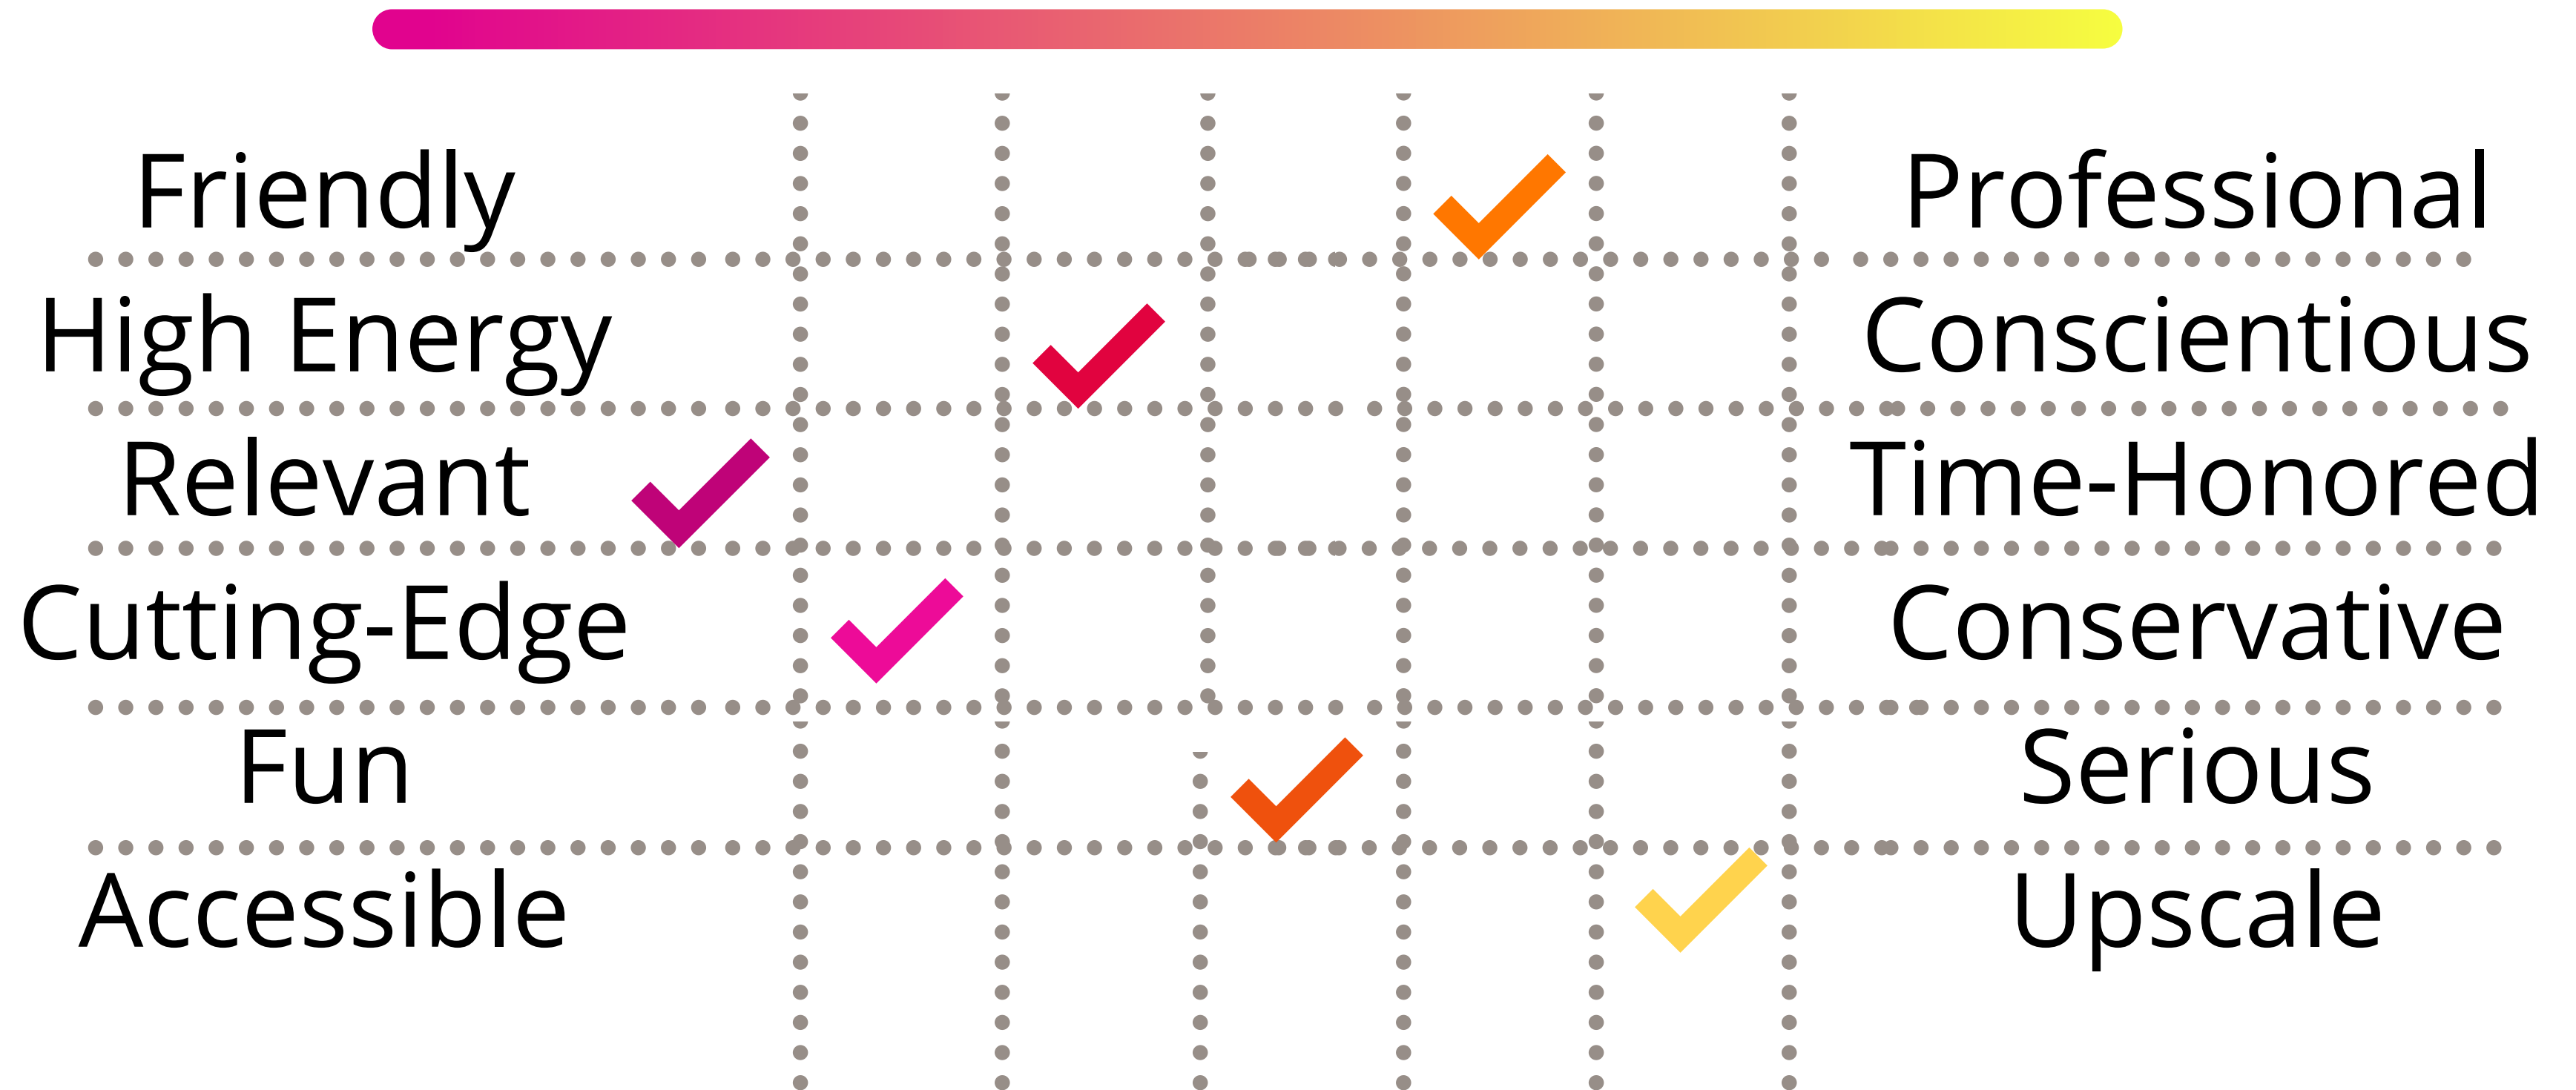 Friendly Professional
High Energy Conscientious
Relevant Time-Honored
Cutting-Edge Conservative
Fun Serious
Accessible Upscale